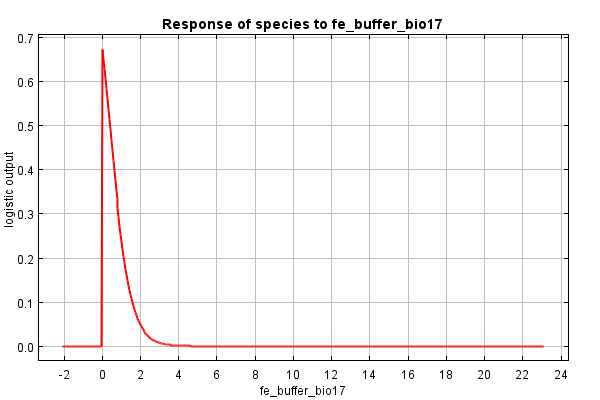 Response of species to fe_buffer_bio17
0.7
0.6
0.5
0.4
0.3
0.2
0.1
0.0
logistic output
-2 0 2 4 6 8 10 12 14 16 18 20 22 24
fe_buffer_bio17